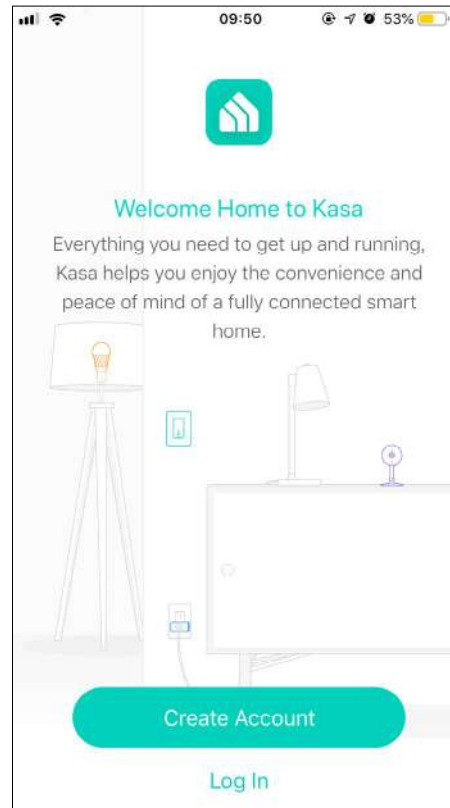 09:50
53%
Welcome Home to Kasa
Everything you need to get up and running,
Kasa helps you enjoy the convenience and
peace of mind of a fully connected smart
home.
Create Account
Log In